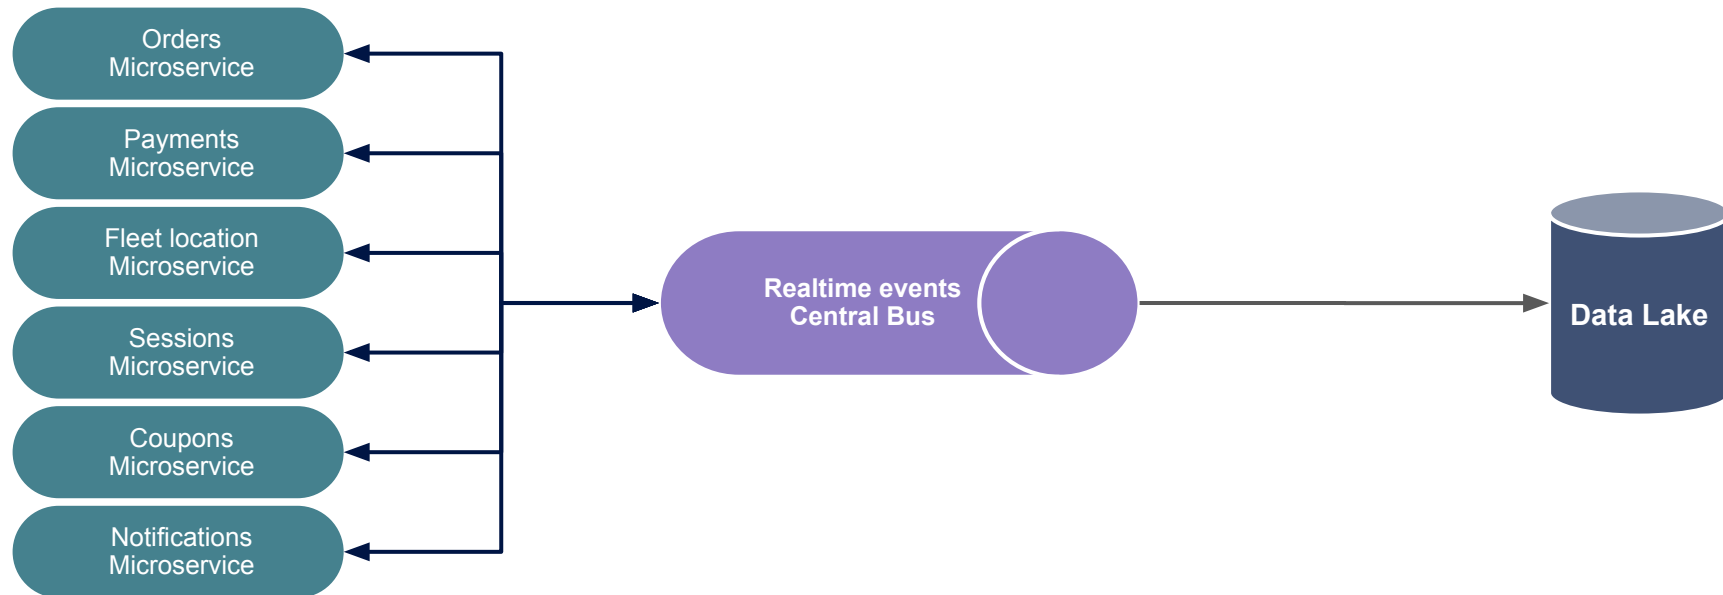 Orders
Microservice
Payments
Microservice
Fleet location
Microservice
Sessions
Microservice
Coupons
Microservice
Notifications
Microservice
Realtime events
Central Bus
Data Lake